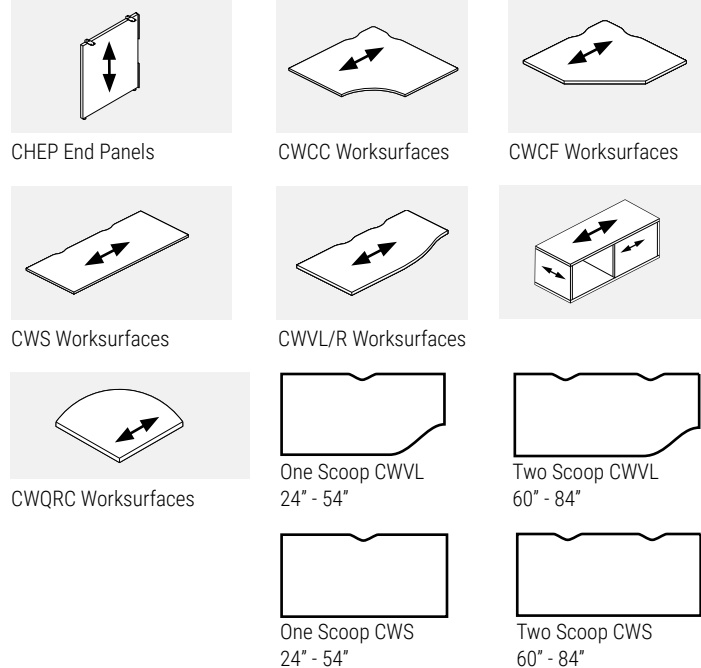 CHEP End Panels
CWCC Worksurfaces
CWCF Worksurfaces
CWS Worksurfaces
CWVL/R Worksurfaces
CWQRC Worksurfaces
One Scoop CWVL
24” - 54”
Two Scoop CWVL
60” - 84”
One Scoop CWS
24” - 54”
Two Scoop CWS
60” - 84”